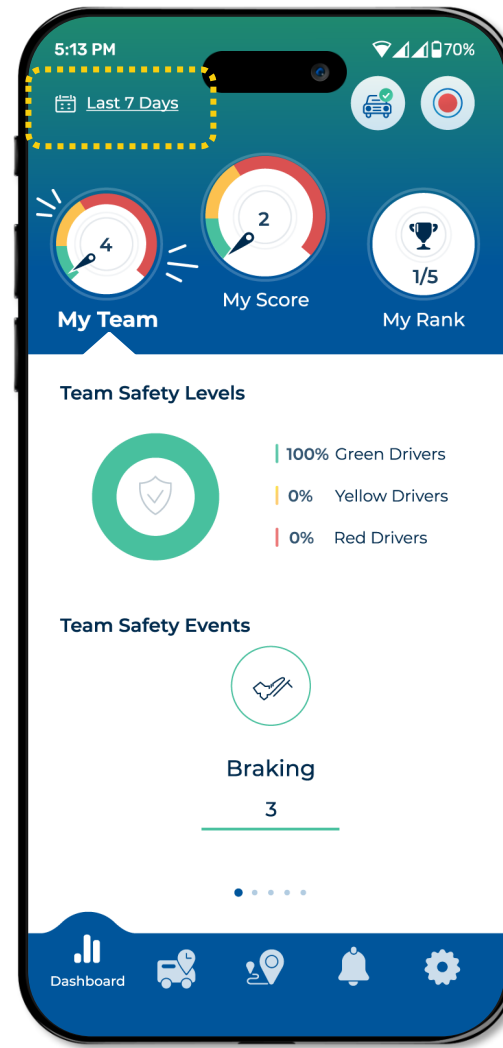 5:13 PM
70%
Last 7 Days
4
2
1/5
My Team
My Score
My Rank
Team Safety Levels
100% Green Drivers
0% Yellow Drivers
0% Red Drivers
Team Safety Events
Braking
3
Dashboard